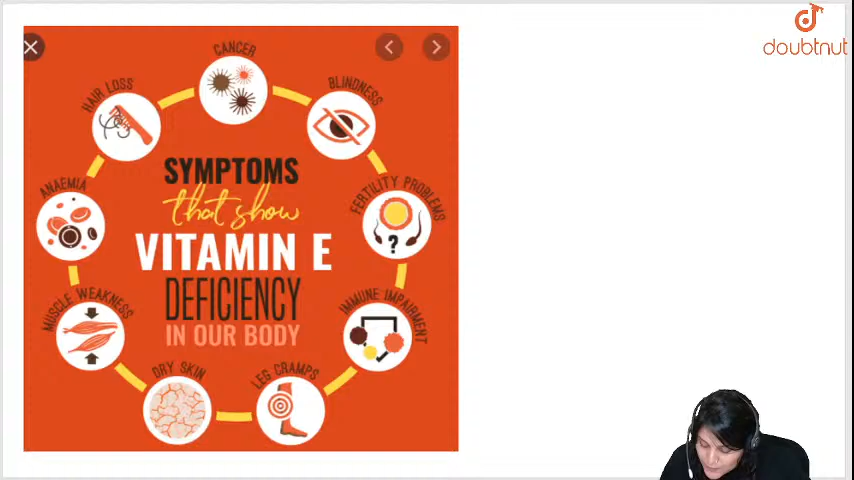 doubtnut
CANCER
HAIR LOSS
BLINDNESS
SYMPTOMS
that show
VITAMIN E
DEFICIENCY
IN OUR BODY
ANAEMIA
FERTILITY PROBLEMS
?
MUSCLE WEAKNESS
IMMUNE IMPAIRMENT
DRY SKIN
LEG CRAMPS